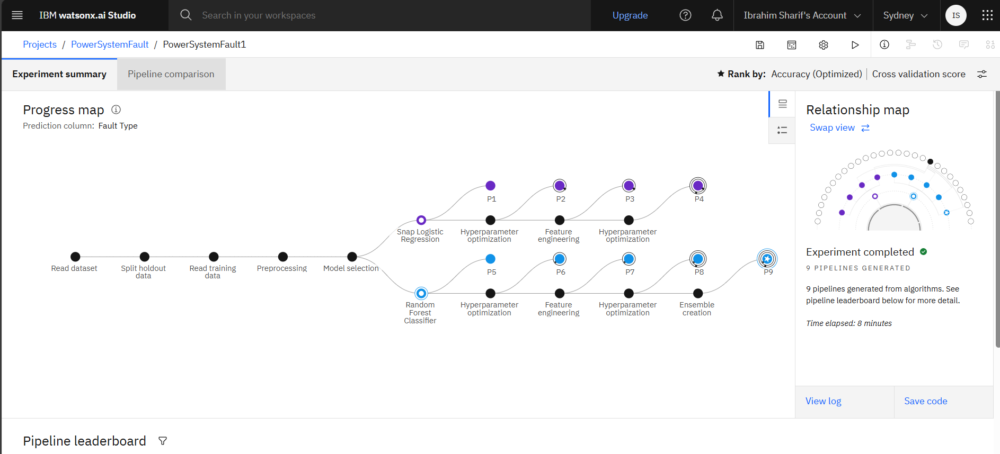 IBM watsonx.ai Studio
Search in your workspaces
Upgrade
Ibrahim Sharif's Account
Sydney
IS
Projects / PowerSystemFault / PowerSystemFault1
Experiment summary
Pipeline comparison
Rank by: Accuracy (Optimized) | Cross validation score
Progress map
Prediction column: Fault Type
P1
P2
P3
P4
Snap Logistic
Regression
Hyperparameter
optimization
Feature
engineering
Hyperparameter
optimization
Read dataset
Split holdout
data
Read training
data
Preprocessing
Model selection
P5
P6
P7
P8
P9
Random
Forest
Classifier
Hyperparameter
optimization
Feature
engineering
Hyperparameter
optimization
Ensemble
creation
Relationship map
Swap view
Experiment completed
9 PIPELINES GENERATED
9 pipelines generated from algorithms. See
pipeline leaderboard below for more detail.
Time elapsed: 8 minutes
View log
Save code
Pipeline leaderboard